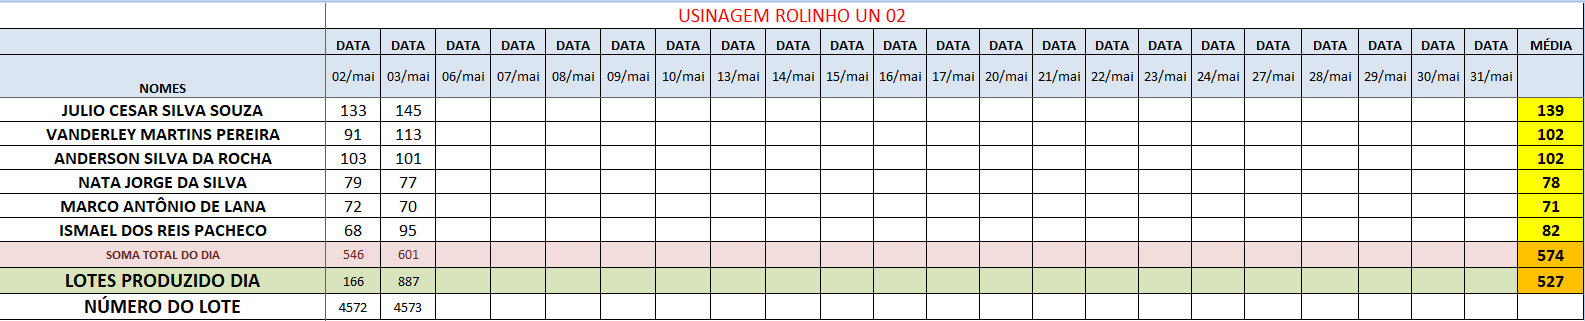 USINAGEM ROLINHO UN 02
DATA DATA DATA DATA DATA DATA DATA DATA DATA DATA DATA DATA DATA DATA DATA DATA DATA DATA DATA DATA DATA DATA MÉDIA
NOMES 02/mai 03/mai 06/mai 07/mai 08/mai 09/mai 10/mai 13/mai 14/mai 15/mai 16/mai 17/mai 20/mai 21/mai 22/mai 23/mai 24/mai 27/mai 28/mai 29/mai 30/mai 31/mai
JULIO CESAR SILVA SOUZA 133 145 139
VANDERLEY MARTINS PEREIRA 91 113 102
ANDERSON SILVA DA ROCHA 103 101 102
NATA JORGE DA SILVA 79 77 78
MARCO ANTÔNIO DE LANA 72 70 71
ISMAEL DOS REIS PACHECO 68 95 82
SOMA TOTAL DO DIA 546 601 574
LOTES PRODUZIDO DIA 166 887 527
NÚMERO DO LOTE 4572 4573